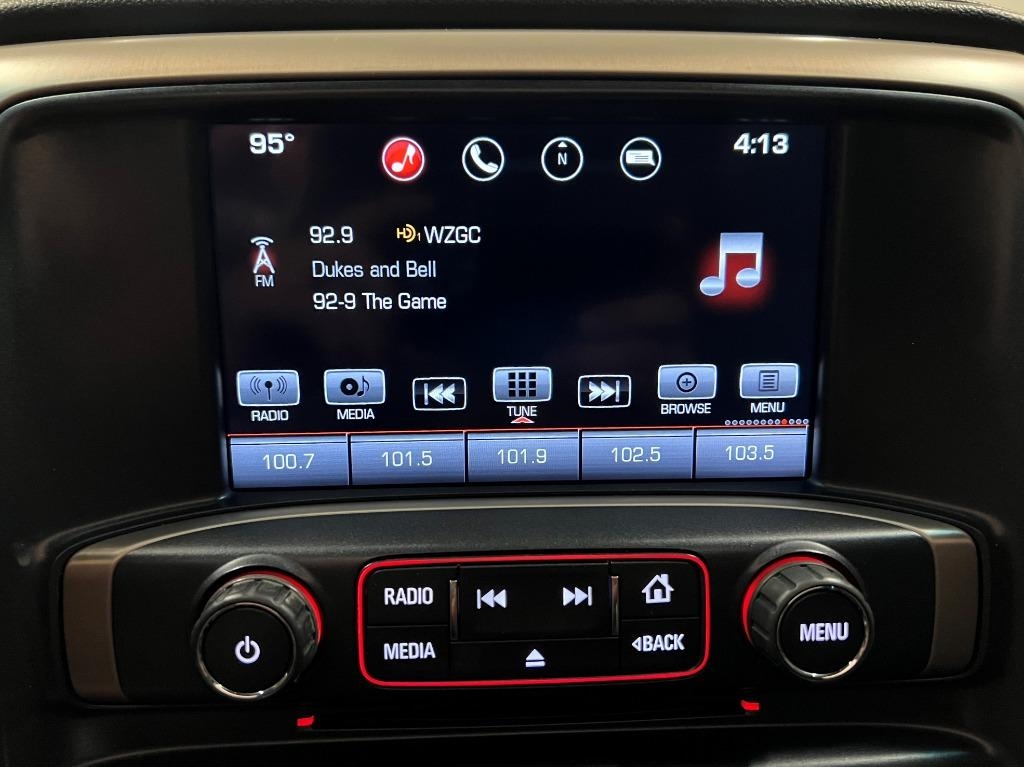 95°
N
4:13
92.9 HD1 WZGC
Dukes and Bell
92-9 The Game
FM
RADIO
MEDIA
TUNE
BROWSE
MENU
100.7
101.5
101.9
102.5
103.5
RADIO
MEDIA
BACK
MENU